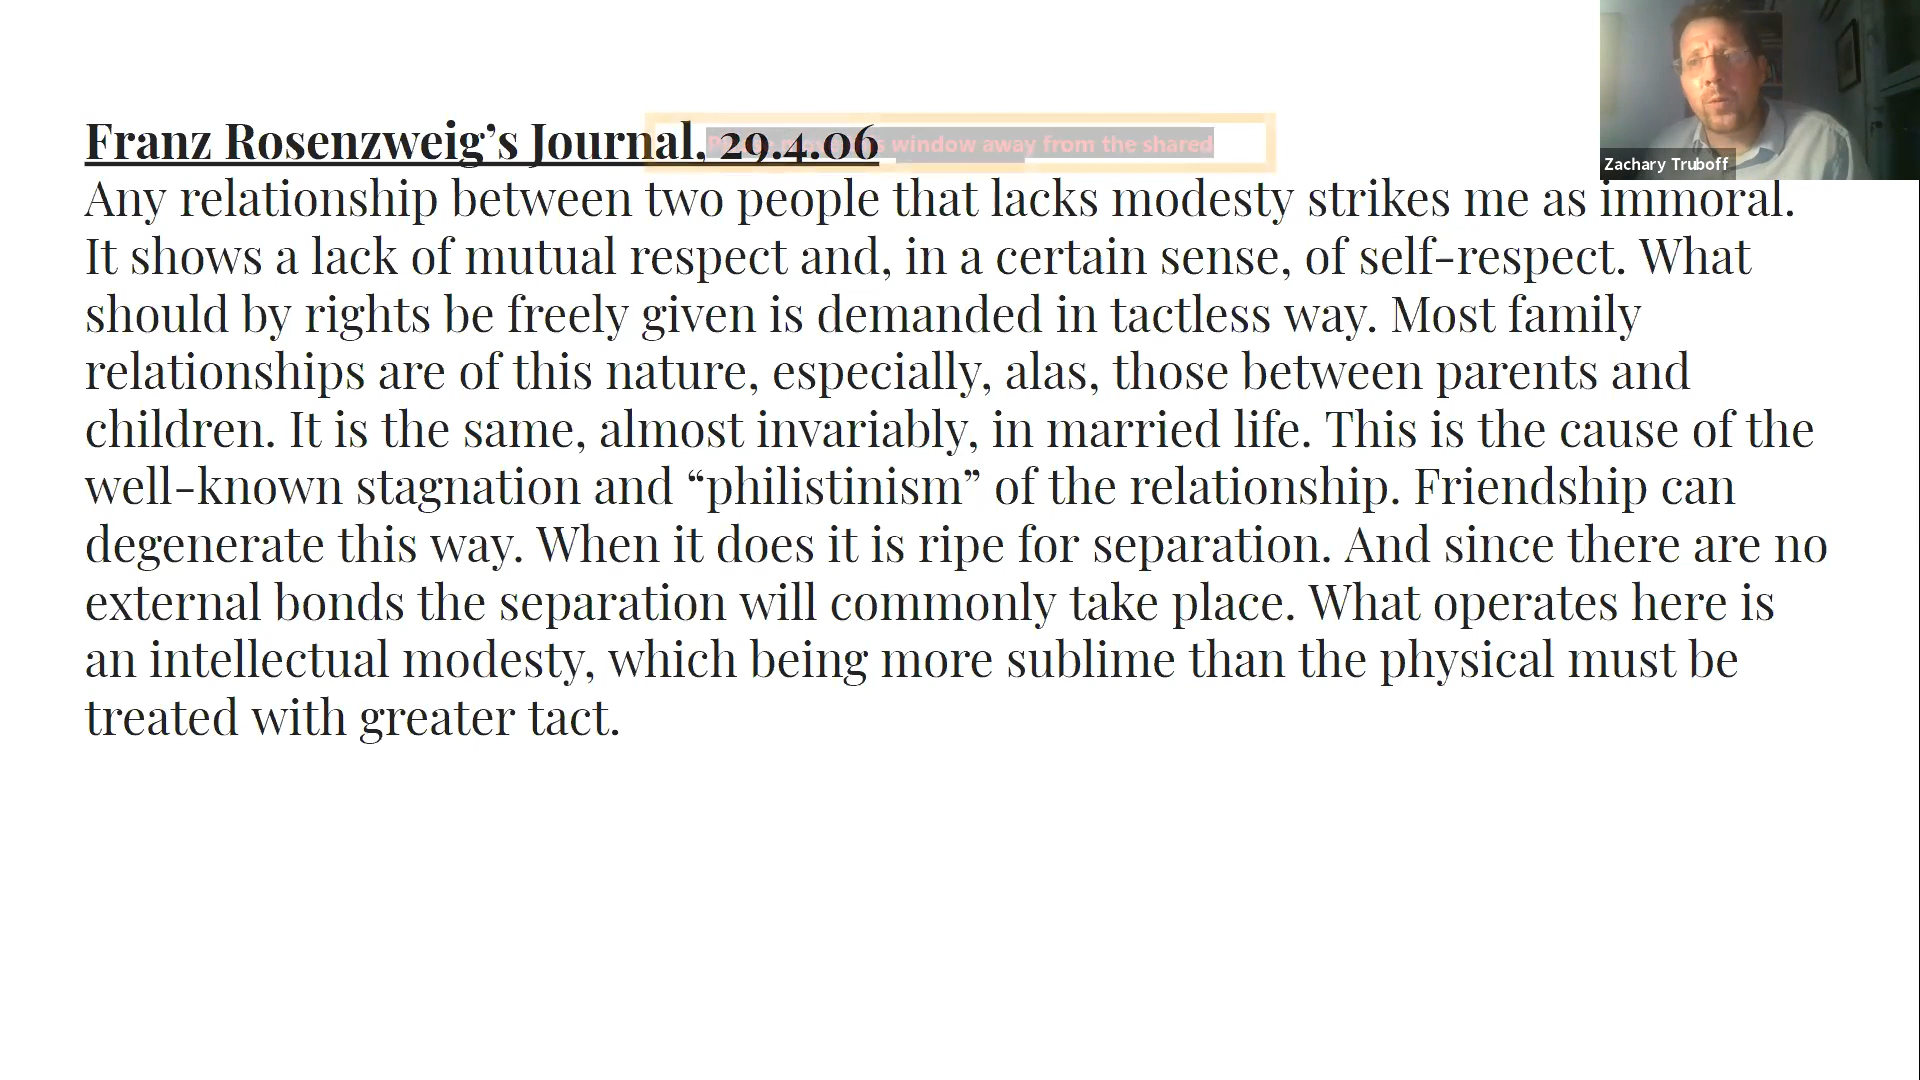 Franz Rosenzweig’s Journal, 29.4.06
window away from the shared
Zachary Truboff
Any relationship between two people that lacks modesty strikes me as immoral.
It shows a lack of mutual respect and, in a certain sense, of self-respect. What
should by rights be freely given is demanded in tactless way. Most family
relationships are of this nature, especially, alas, those between parents and
children. It is the same, almost invariably, in married life. This is the cause of the
well-known stagnation and “philistinism” of the relationship. Friendship can
degenerate this way. When it does it is ripe for separation. And since there are no
external bonds the separation will commonly take place. What operates here is
an intellectual modesty, which being more sublime than the physical must be
treated with greater tact.